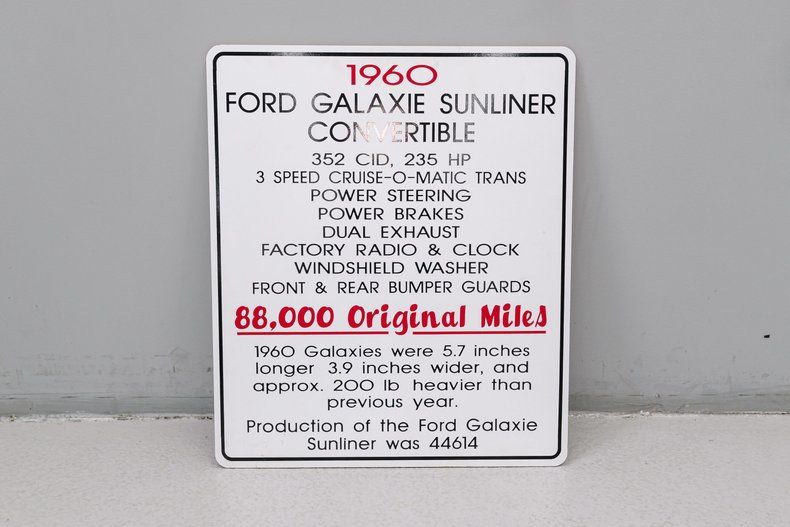 1960
FORD GALAXIE SUNLINER
CONVERTIBLE
352 CID, 235 HP
3 SPEED CRUISE-O-MATIC TRANS
POWER STEERING
POWER BRAKES
DUAL EXHAUST
FACTORY RADIO & CLOCK
WINDSHIELD WASHER
FRONT & REAR BUMPER GUARDS
88,000 Original Miles
1960 Galaxies were 5.7 inches
longer 3.9 inches wider, and
approx. 200 lb heavier than
previous year.
Production of the Ford Galaxie
Sunliner was 44614